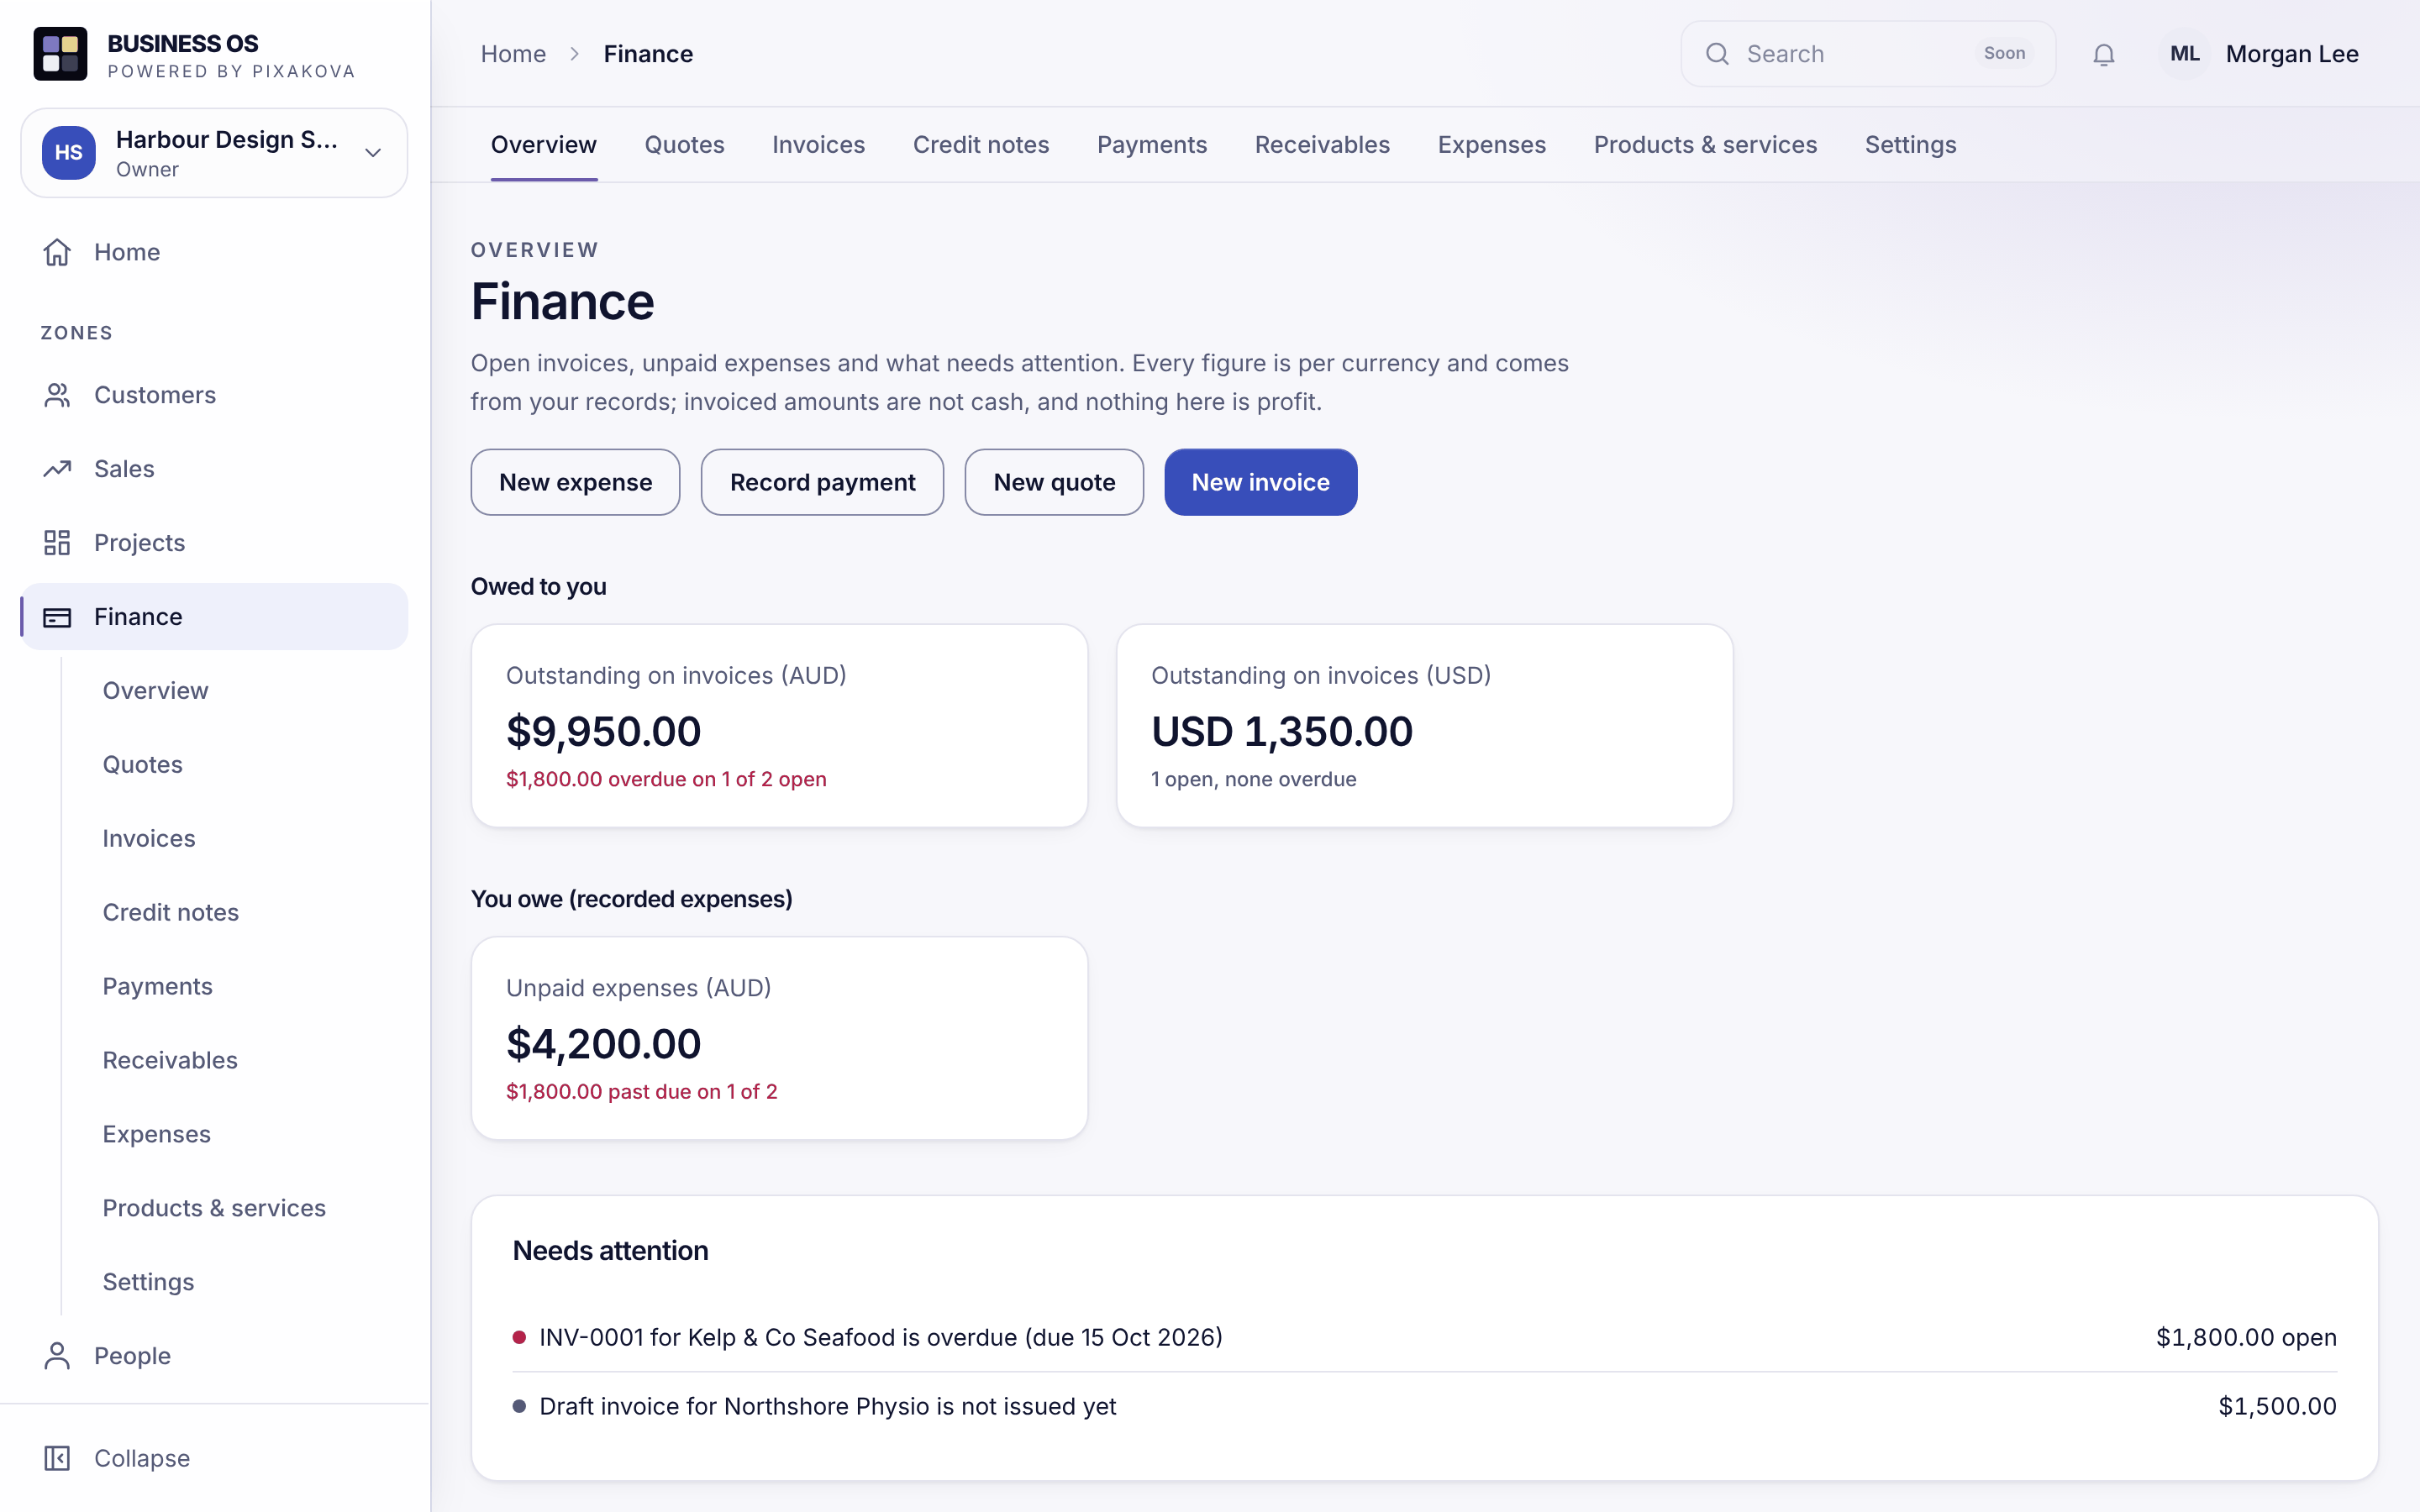 BUSINESS OS
POWERED BY PIXAKOVA
HS
Harbour Design S...
Owner
Home
ZONES
Customers
Sales
Projects
Finance
Overview
Quotes
Invoices
Credit notes
Payments
Receivables
Expenses
Products & services
Settings
People
Collapse
Home > Finance
Search Soon
ML Morgan Lee
Overview Quotes Invoices Credit notes Payments Receivables Expenses Products & services Settings
OVERVIEW
Finance
Open invoices, unpaid expenses and what needs attention. Every figure is per currency and comes
from your records; invoiced amounts are not cash, and nothing here is profit.
New expense Record payment New quote New invoice
Owed to you
Outstanding on invoices (AUD)
$9,950.00
$1,800.00 overdue on 1 of 2 open
Outstanding on invoices (USD)
USD 1,350.00
1 open, none overdue
You owe (recorded expenses)
Unpaid expenses (AUD)
$4,200.00
$1,800.00 past due on 1 of 2
Needs attention
INV-0001 for Kelp & Co Seafood is overdue (due 15 Oct 2026) $1,800.00 open
Draft invoice for Northshore Physio is not issued yet $1,500.00